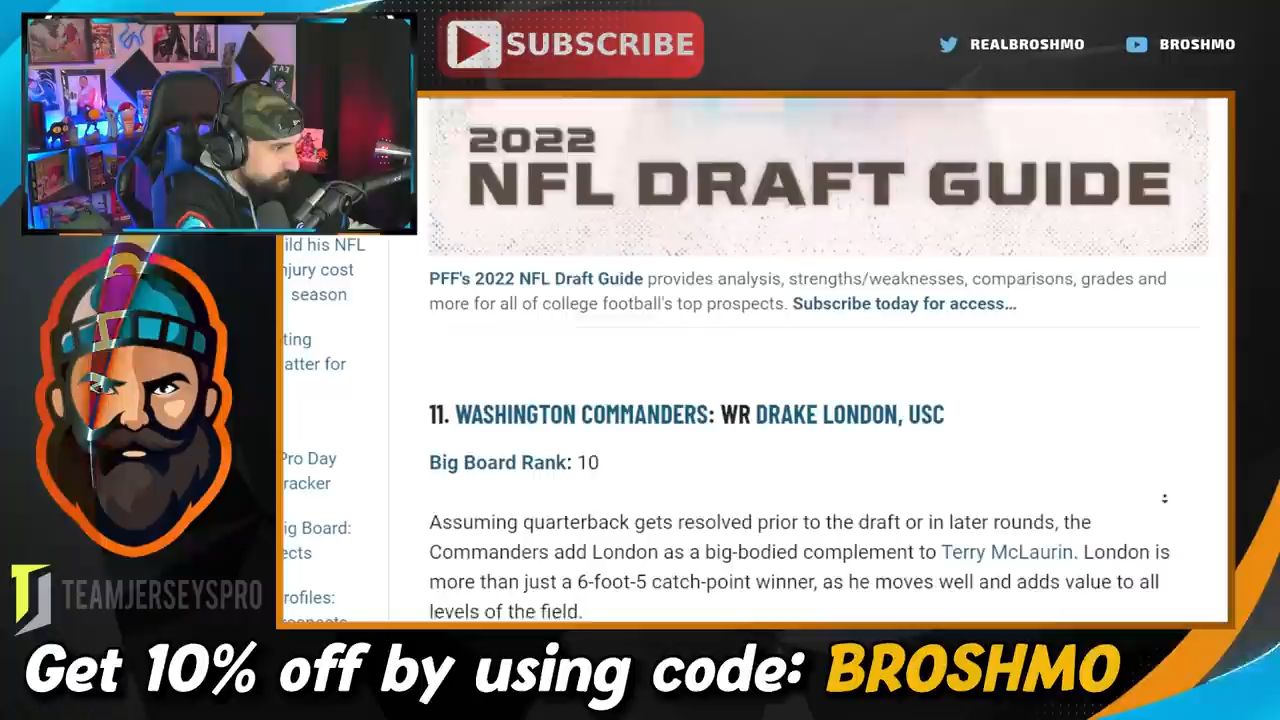 SUBSCRIBE
REALBROSHMO
BROSHMO
2022
NFL DRAFT GUIDE
PFF's 2022 NFL Draft Guide provides analysis, strengths/weaknesses, comparisons, grades and
more for all of college football's top prospects. Subscribe today for access...
ild his NFL
njury cost
season
ting
atter for
Pro Day
racker
ig Board:
ects
rofiles:
11. WASHINGTON COMMANDERS: WR DRAKE LONDON, USC
Big Board Rank: 10
Assuming quarterback gets resolved prior to the draft or in later rounds, the
Commanders add London as a big-bodied complement to Terry McLaurin. London is
more than just a 6-foot-5 catch-point winner, as he moves well and adds value to all
levels of the field.
TJ TEAMJERSEYSPRO
Get 10% off by using code: BROSHMO